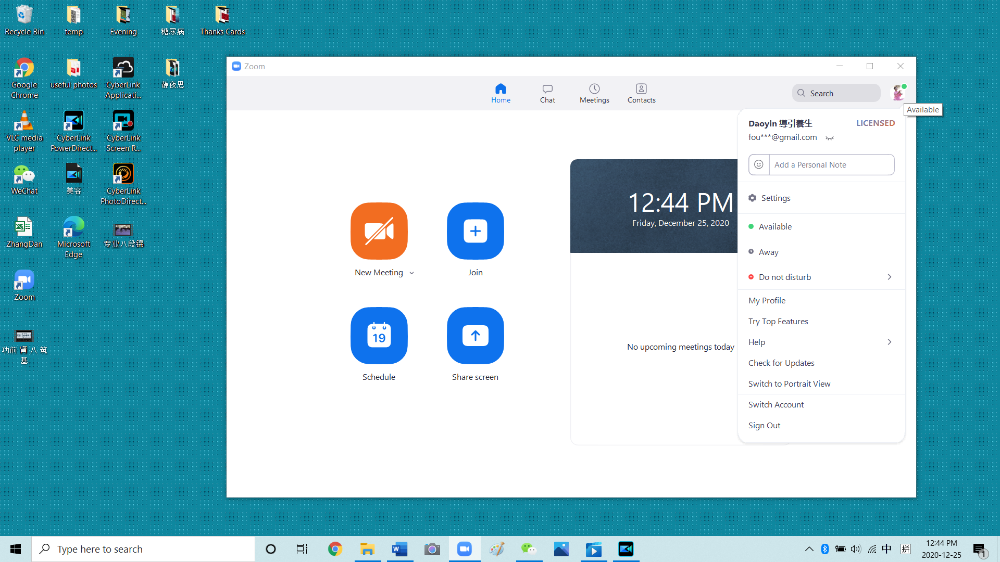 Recycle Bin
temp
Evening
糖尿病
Thanks Cards
Google
Chrome
useful photos
CyberLink
Applicati...
静夜思
VLC media
player
CyberLink
PowerDirect...
CyberLink
Screen R...
WeChat
美容
CyberLink
PhotoDirect...
ZhangDan
Microsoft
Edge
专业八段锦
Zoom
功前 肾 八 筑
基
Zoom
Home
Chat
Meetings
Contacts
Search
Available
Daoyin 導引養生
LICENSED
fou***@gmail.com
Add a Personal Note
Settings
Available
Away
Do not disturb
My Profile
Try Top Features
Help
Check for Updates
Switch to Portrait View
Switch Account
Sign Out
12:44 PM
Friday, December 25, 2020
No upcoming meetings today
New Meeting
Join
19
Schedule
Share screen
Type here to search
中
拼
12:44 PM
2020-12-25
1